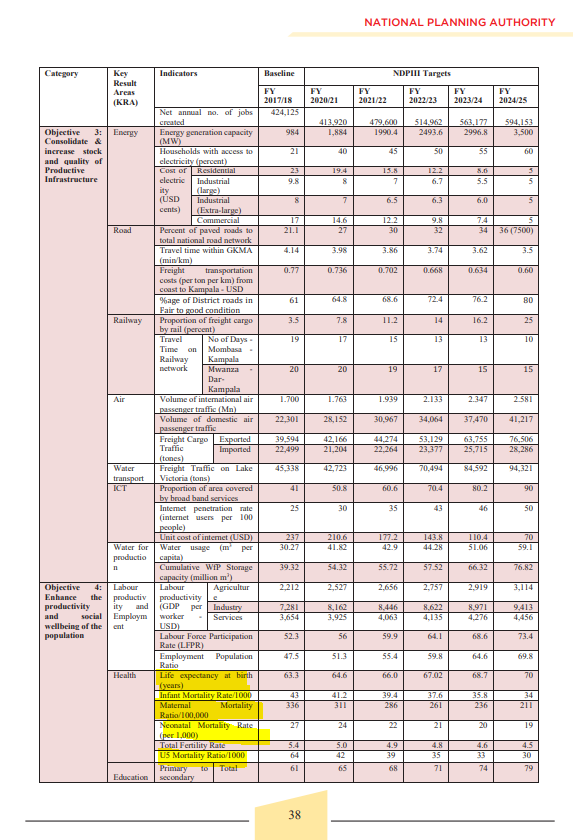 NATIONAL PLANNING AUTHORITY
Category Key Result Areas (KRA) Indicators Baseline NDPIII Targets
FY 2017/18 FY 2020/21 FY 2021/22 FY 2022/23 FY 2023/24 FY 2024/25
Net annual no. of jobs created 424,125 413,920 479,600 514,962 563,177 594,153
Objective 3: Consolidate & increase stock and quality of Productive Infrastructure
Energy Energy generation capacity (MW) 984 1,884 1990.4 2493.6 2996.8 3,500
Households with access to electricity (percent) 21 40 45 50 55 60
Cost of electric ity (USD cents) Residential 23 19.4 15.8 12.2 8.6 5
Industrial (large) 9.8 8 7 6.7 5.5 5
Industrial (Extra-large) 8 7 6.5 6.3 6.0 5
Commercial 17 14.6 12.2 9.8 7.4 5
Road Percent of paved roads to total national road network 21.1 27 30 32 34 36 (7500)
Travel time within GKMA (min/km) 4.14 3.98 3.86 3.74 3.62 3.5
Freight transportation costs (per ton per km) from coast to Kampala - USD 0.77 0.736 0.702 0.668 0.634 0.60
%age of District roads in Fair to good condition 61 64.8 68.6 72.4 76.2 80
Railway Proportion of freight cargo by rail (percent) 3.5 7.8 11.2 14 16.2 25
Travel Time on Railway network No of Days - Mombasa - Kampala 19 17 15 13 13 10
Mwanza - Dar- Kampala 20 20 19 17 15 15
Air Volume of international air passenger traffic (Mn) 1.700 1.763 1.939 2.133 2.347 2.581
Volume of domestic air passenger traffic 22,301 28,152 30,967 34,064 37,470 41,217
Freight Cargo Traffic (tones) Exported 39,594 42,166 44,274 53,129 63,755 76,506
Imported 22,499 21,204 22,264 23,377 25,715 28,286
Water transport Freight Traffic on Lake Victoria (tons) 45,338 42,723 46,996 70,494 84,592 94,321
ICT Proportion of area covered by broad band services 41 50.8 60.6 70.4 80.2 90
Internet penetration rate (internet users per 100 people) 25 30 35 43 46 50
Unit cost of internet (USD) 237 210.6 177.2 143.8 110.4 70
Water for productio n Water usage (m³ per capita) 30.27 41.82 42.9 44.28 51.06 59.1
Cumulative WfP Storage capacity (million m³) 39.32 54.32 55.72 57.52 66.32 76.82
Objective 4: Enhance the productivity and social wellbeing of the population
Labour productiv ity and Employm ent Labour productivity (GDP per worker - USD) Agricultur e 2,212 2,527 2,656 2,757 2,919 3,114
Industry 7,281 8,162 8,446 8,622 8,971 9,413
Services 3,654 3,925 4,063 4,135 4,276 4,456
Labour Force Participation Rate (LFPR) 52.3 56 59.9 64.1 68.6 73.4
Employment Population Ratio 47.5 51.3 55.4 59.8 64.6 69.8
Health Life expectancy at birth (years) 63.3 64.6 66.0 67.02 68.7 70
Infant Mortality Rate/1000 43 41.2 39.4 37.6 35.8 34
Maternal Mortality Ratio/100,000 336 311 286 261 236 211
Neonatal Mortality Rate (per 1,000) 27 24 22 21 20 19
Total Fertility Rate 5.4 5.0 4.9 4.8 4.6 4.5
U5 Mortality Ratio/1000 64 42 39 35 33 30
Education Primary to secondary Total 61 65 68 71 74 79
38